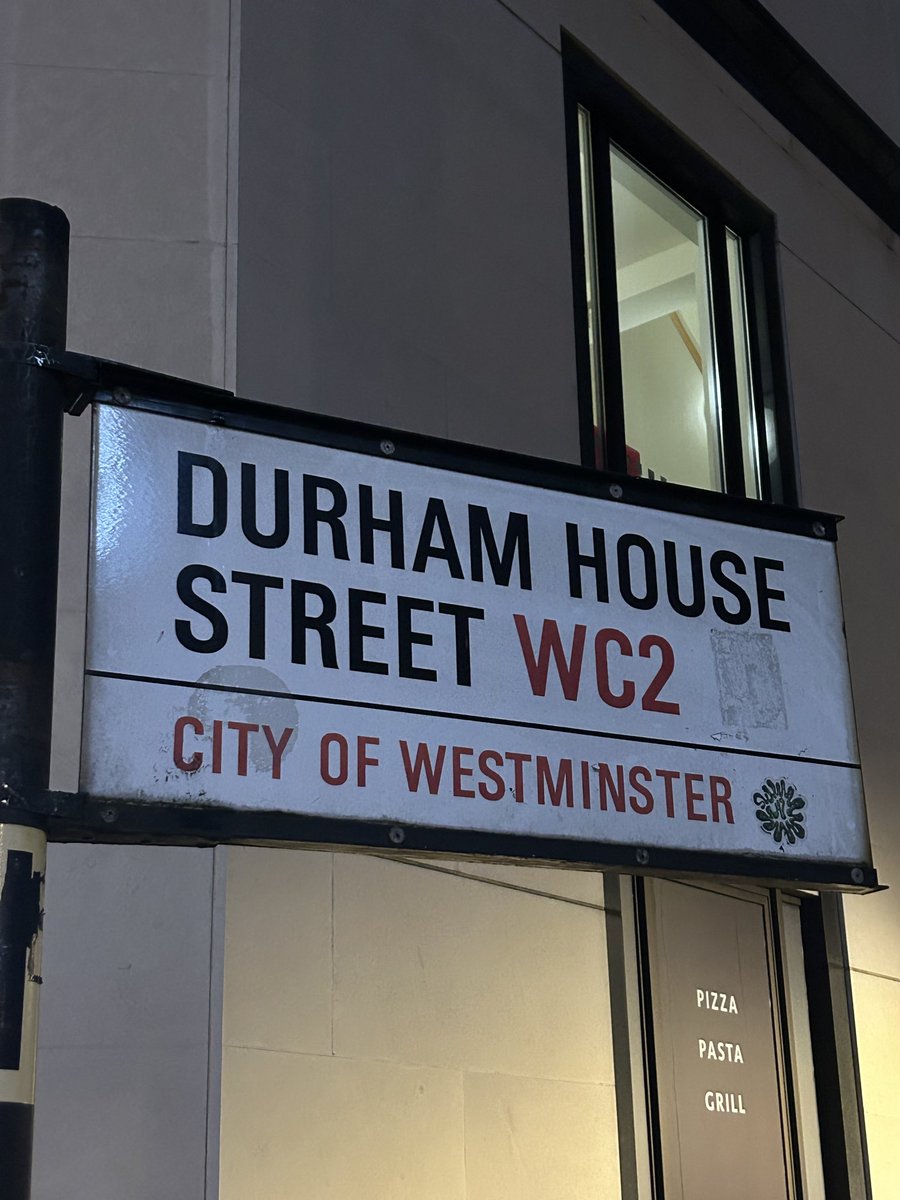 DURHAM HOUSE
STREET WC2
CITY OF WESTMINSTER
PIZZA
PASTA
GRILL